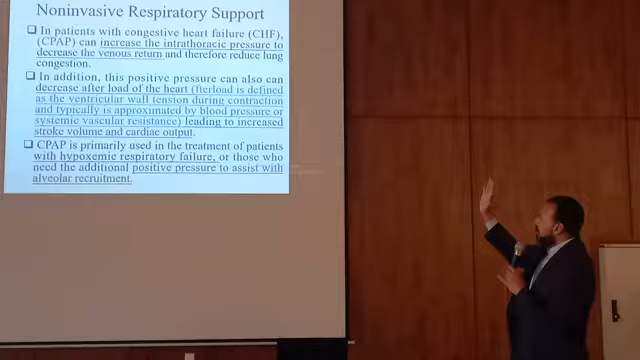 Noninvasive Respiratory Support
❑ In patients with congestive heart failure (CHF),
(CPAP) can increase the intrathoracic pressure to
decrease the venous return and therefore reduce lung
congestion.
❑ In addition, this positive pressure can also can
decrease after load of the heart (fterload is defined
as the ventricular wall tension during contraction
and typically is approximated by blood pressure or
systemic vascular resistance) leading to increased
stroke volume and cardiac output.
❑ CPAP is primarily used in the treatment of patients
with hypoxemic respiratory failure, or those who
need the additional positive pressure to assist with
alveolar recruitment.